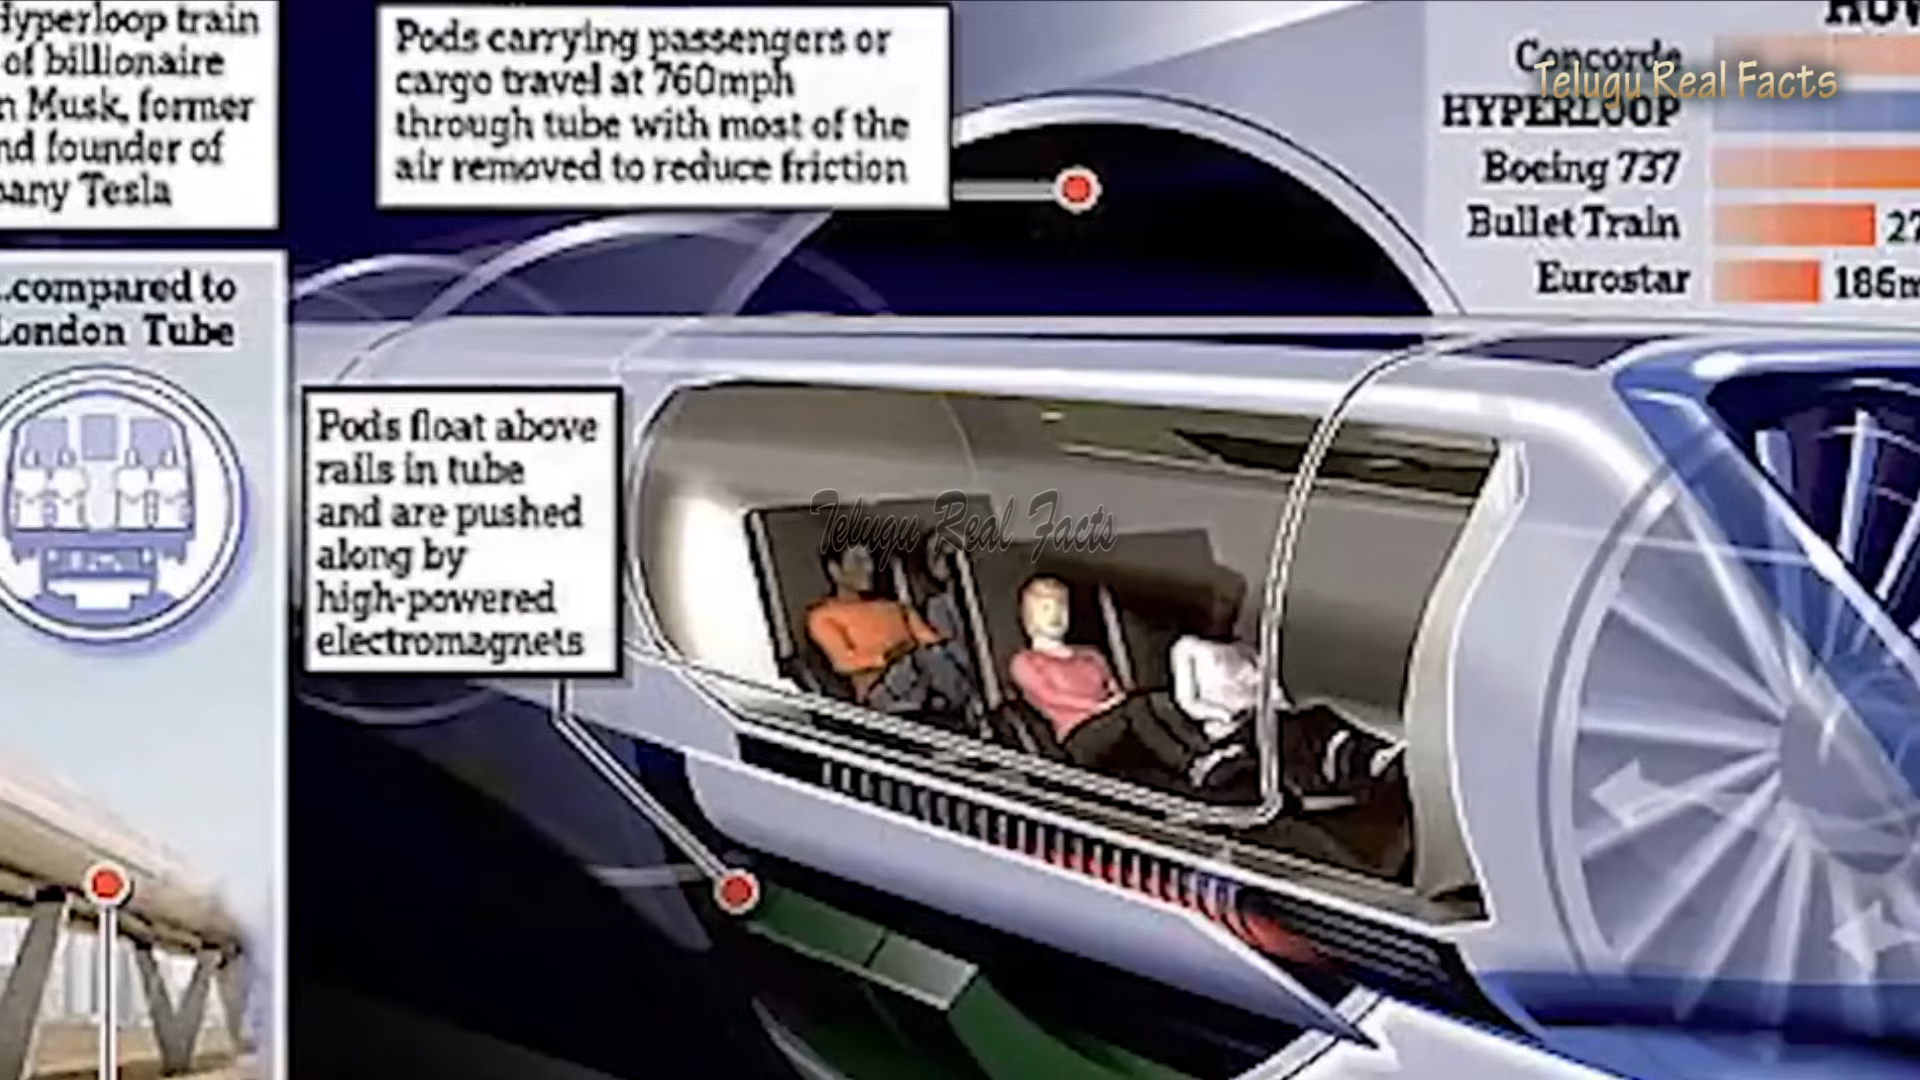 Hyperloop train
of billionaire
n Musk, former
nd founder of
pany Tesla
Pods carrying passengers or
cargo travel at 760mph
through tube with most of the
air removed to reduce friction
HOW
Concorde
HYPERLOOP
Boeing 737
Bullet Train 27
Eurostar 186m
Telugu Real Facts
...compared to
London Tube
Pods float above
rails in tube
and are pushed
along by
high-powered
electromagnets
Telugu Real Facts